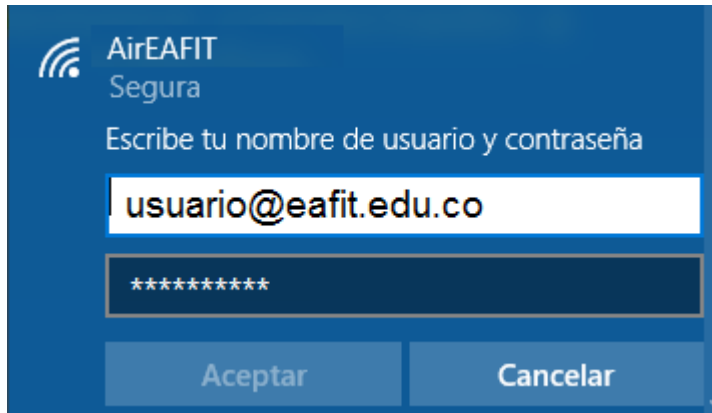 AirEAFIT
Segura
Escribe tu nombre de usuario y contraseña
usuario@eafit.edu.co
**********
Aceptar
Cancelar